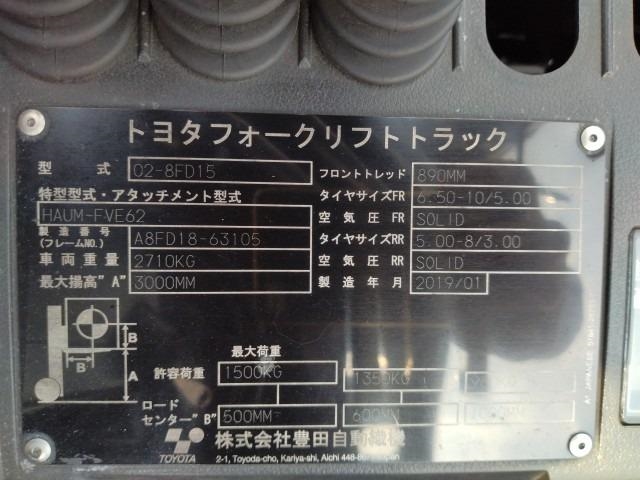 トヨタフォークリフトトラック
型式 02-8FD15
特型型式・アタッチメント型式
HAUM-FVE62
製造番号 (フレームNO.) A8FD18-63105
車両重量 2710KG
最大揚高"A" 3000MM
フロントトレッド 890MM
タイヤサイズFR 6.50-10/5.00
空気圧FR SOLID
タイヤサイズRR 5.00-8/3.00
空気圧RR SOLID
製造年月 2019/01
B
B
A
最大荷重
許容荷重 1500KG 1350KG
ロードセンター"B" 500MM 600MM
TOYOTA
株式会社豊田自動織機
2-1, Toyoda-cho, Kariya-shi, Aichi Japan